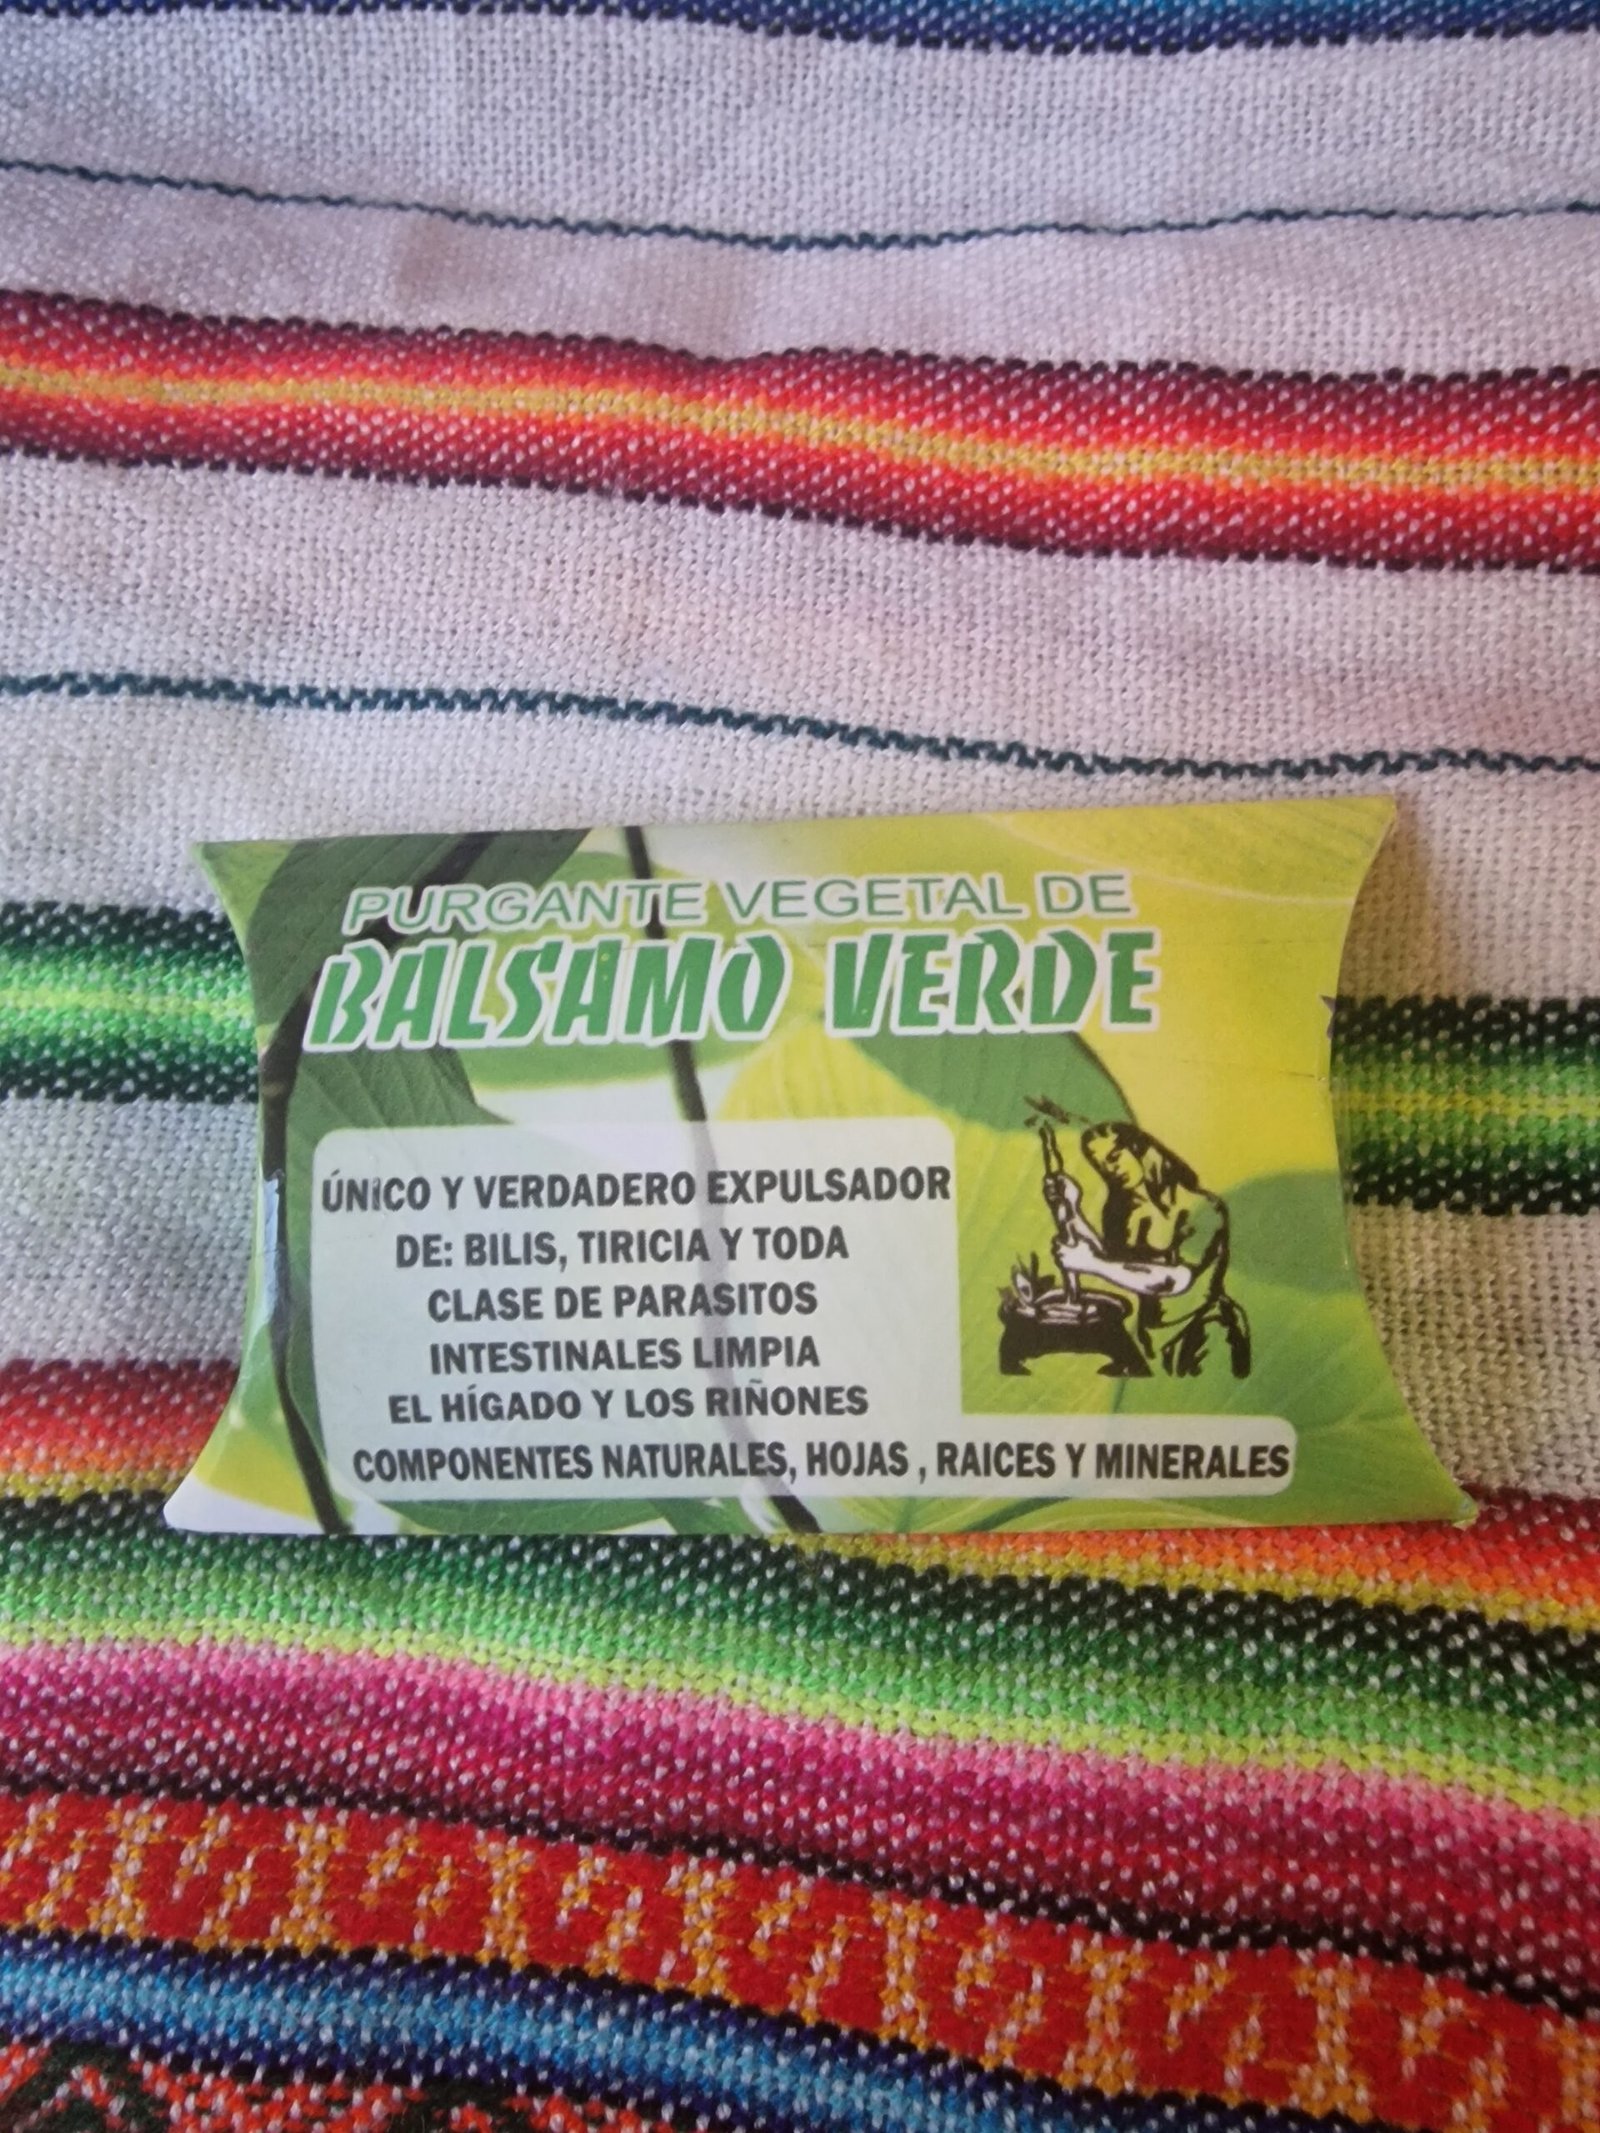 PURGANTE VEGETAL DE
BALSAMO VERDE
ÚNICO Y VERDADERO EXPULSADOR
DE: BILIS, TIRICIA Y TODA
CLASE DE PARASITOS
INTESTINALES LIMPIA
EL HÍGADO Y LOS RIÑONES
COMPONENTES NATURALES, HOJAS , RAICES Y MINERALES